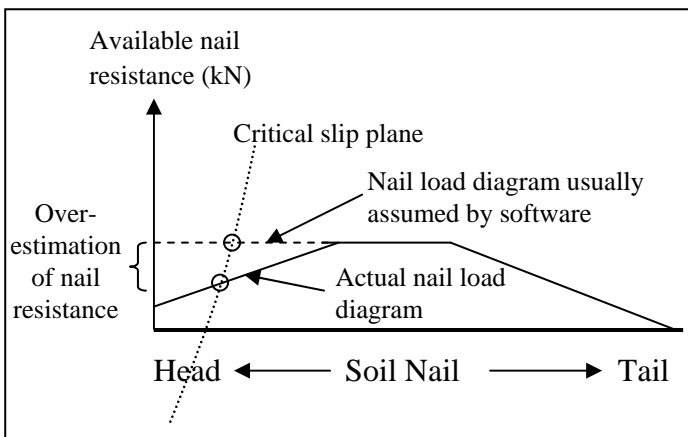 Available nail
resistance (kN)
Critical slip plane
Nail load diagram usually
assumed by software
Over-
estimation
of nail
resistance
Actual nail load
diagram
Head
Soil Nail
Tail